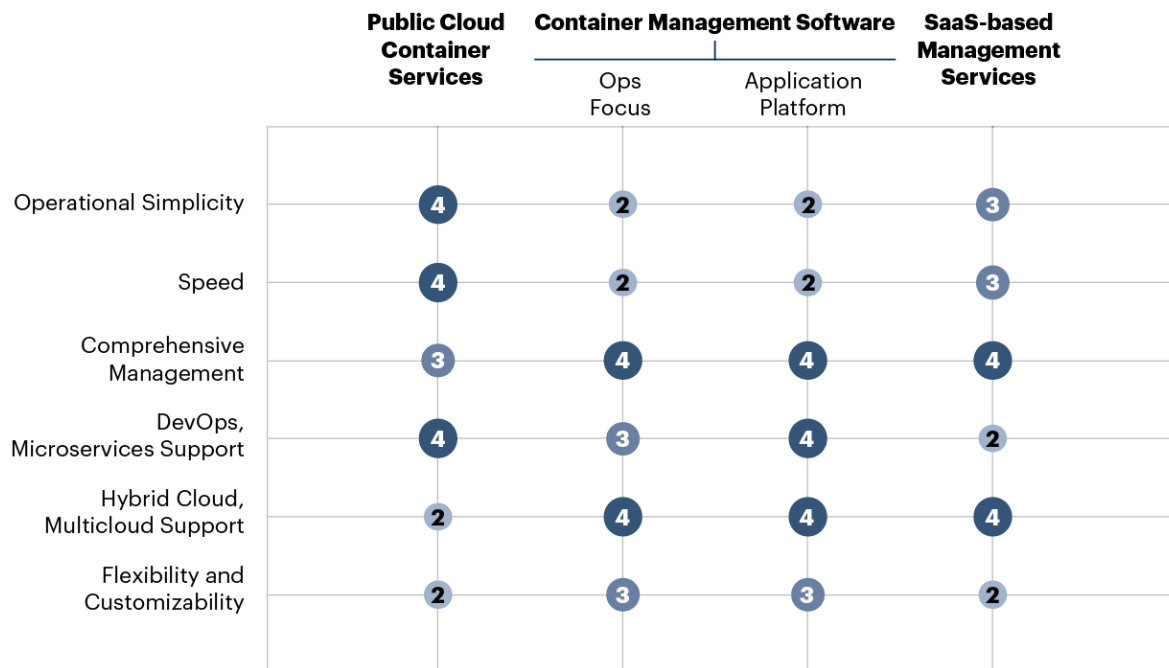 Public Cloud
Container
Services
Container Management Software
Ops
Focus
Application
Platform
SaaS-based
Management
Services
Operational Simplicity
4
2
2
3
Speed
4
2
2
3
Comprehensive
Management
3
4
4
4
DevOps,
Microservices Support
4
3
4
2
Hybrid Cloud,
Multicloud Support
2
4
4
4
Flexibility and
Customizability
2
3
3
2